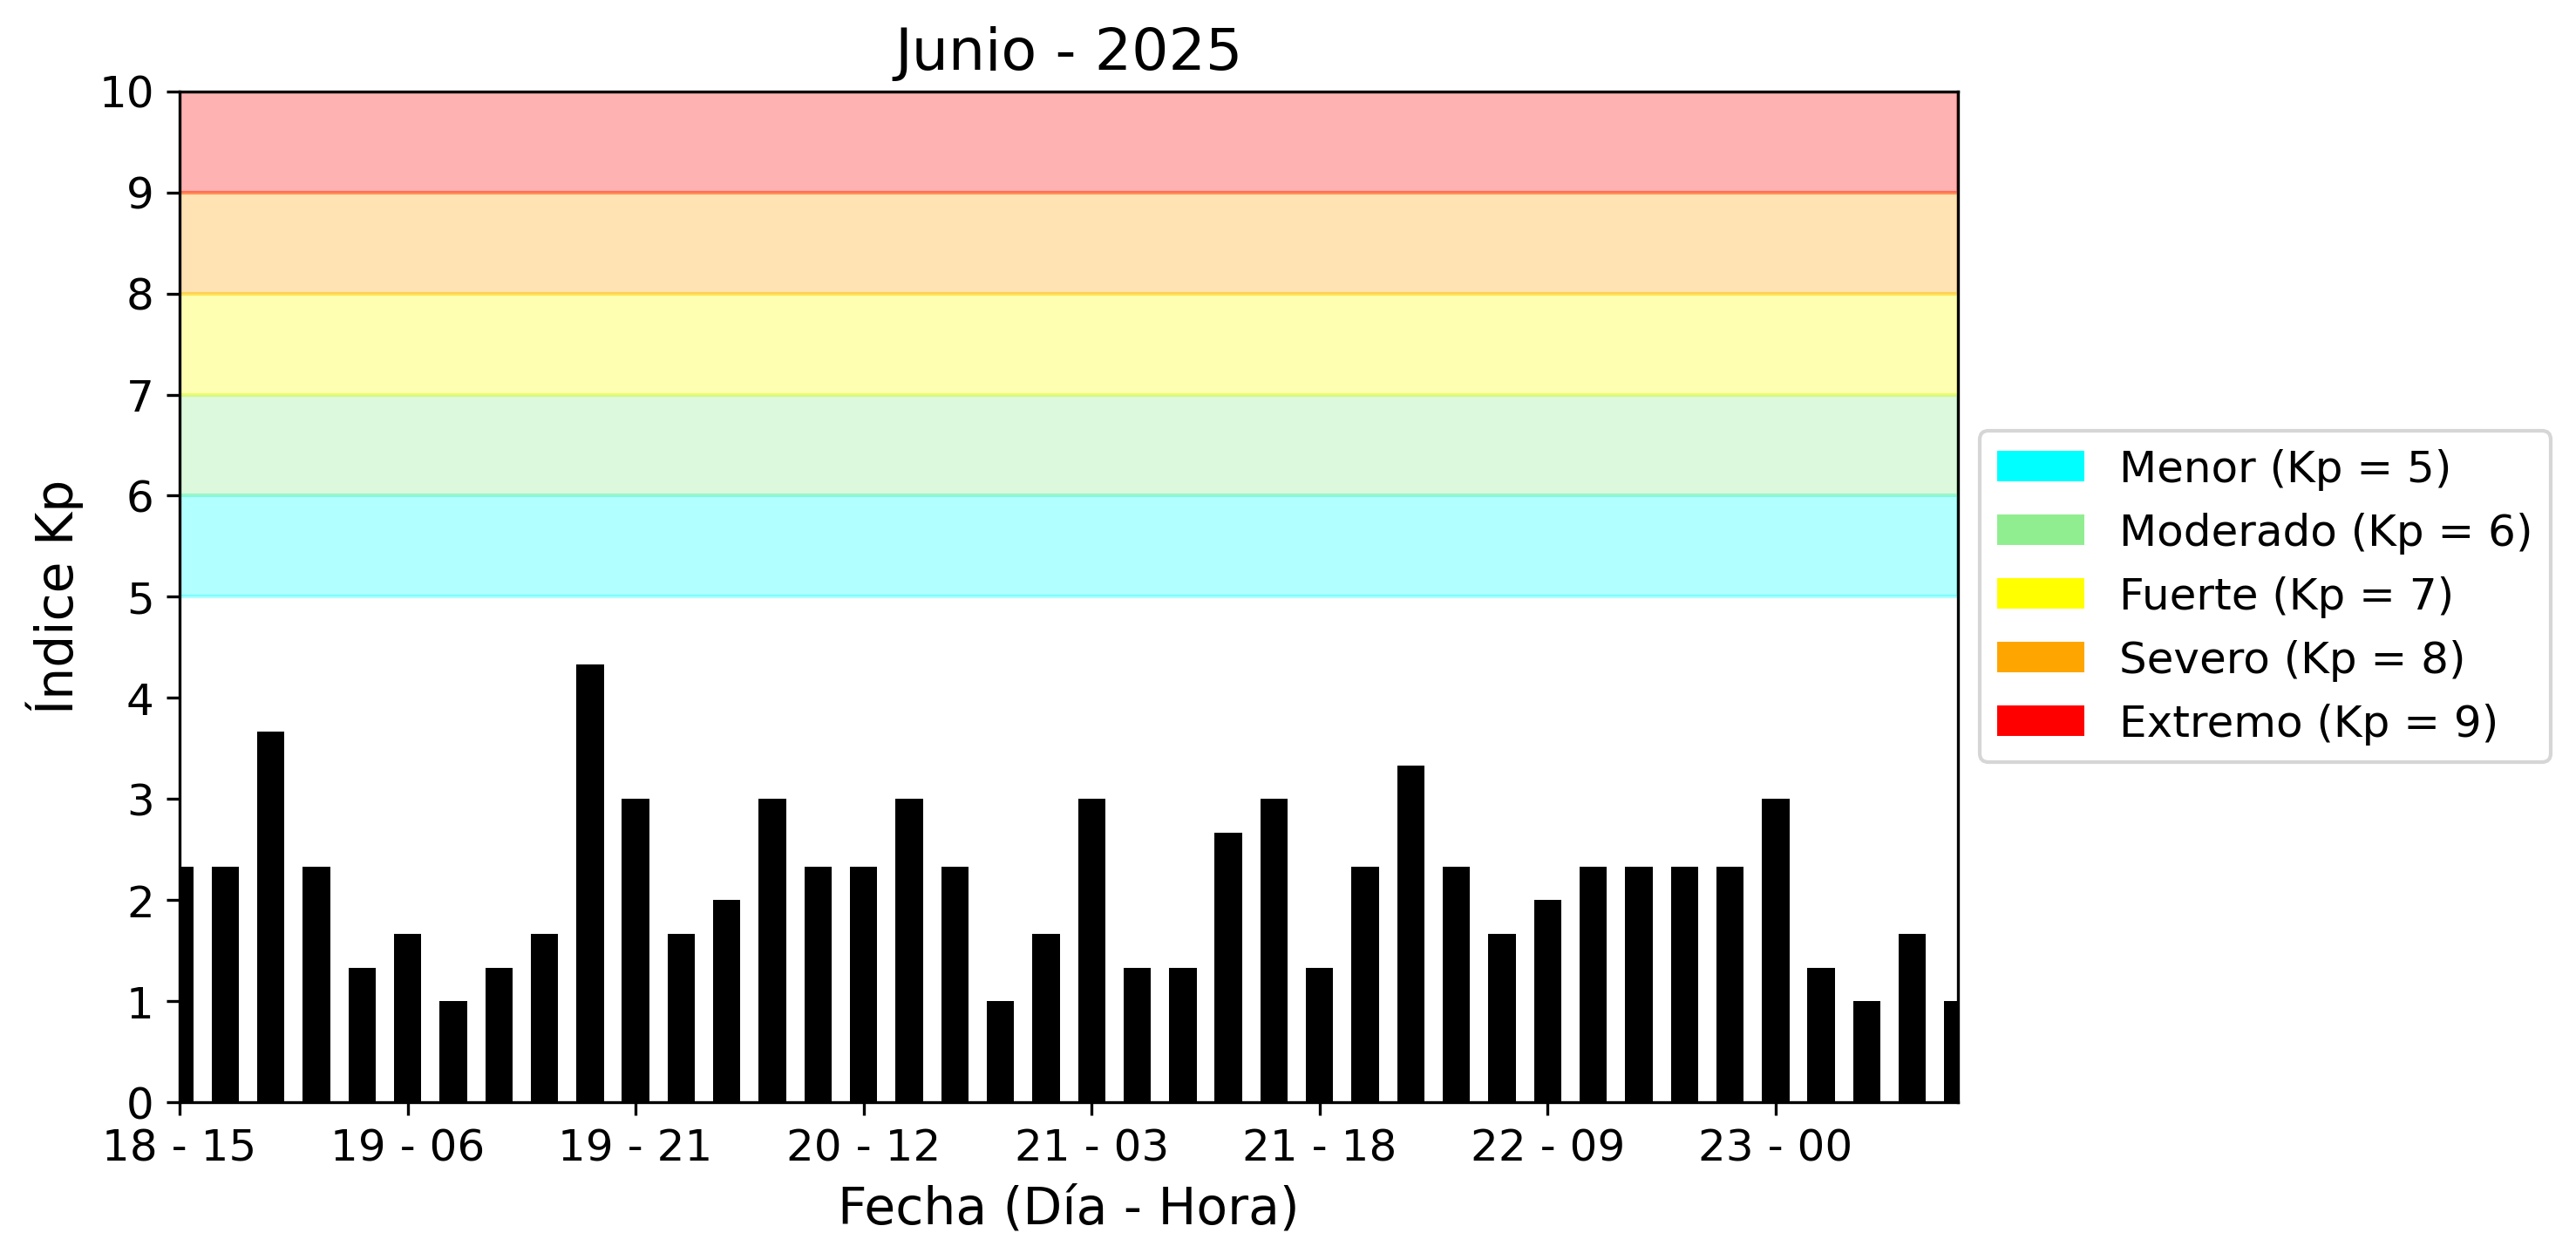 Junio - 2025
Índice Kp
10
9
8
7
6
5
4
3
2
1
0
18 - 15 19 - 06 19 - 21 20 - 12 21 - 03 21 - 18 22 - 09 23 - 00
Fecha (Día - Hora)
Menor (Kp = 5)
Moderado (Kp = 6)
Fuerte (Kp = 7)
Severo (Kp = 8)
Extremo (Kp = 9)